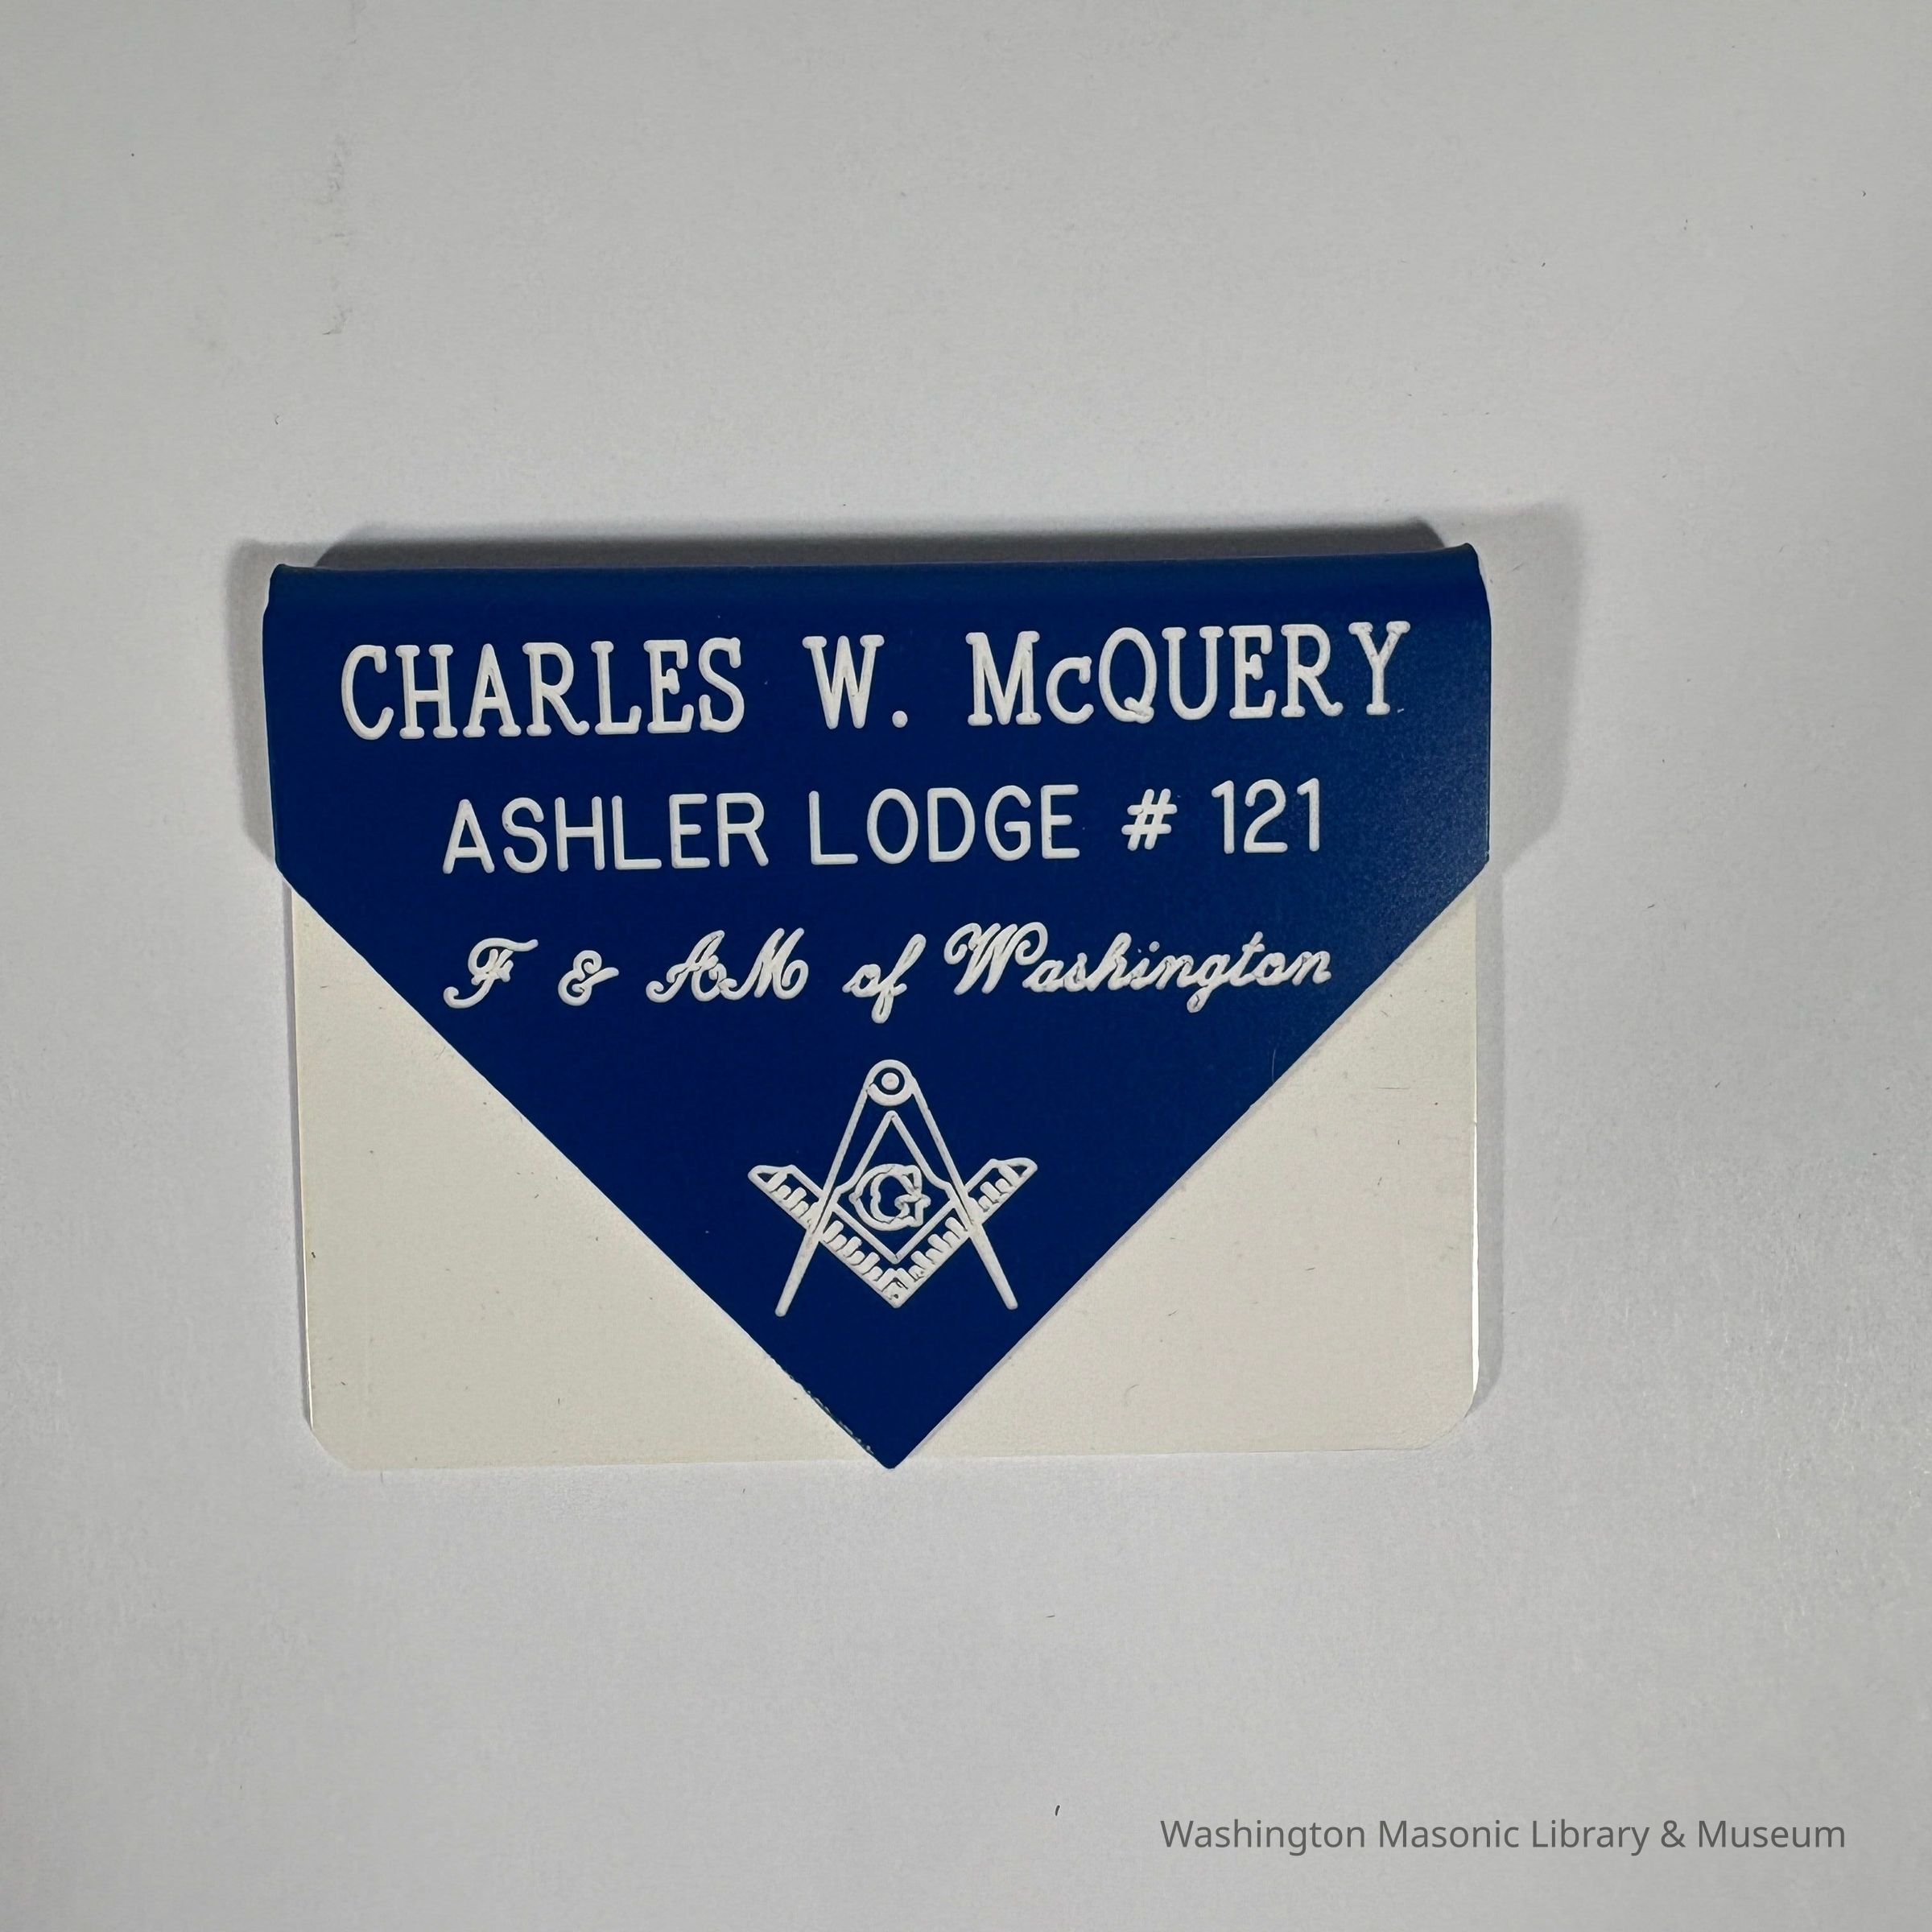 CHARLES W. McQUERY
ASHLER LODGE # 121
F & AM of Washington
G
Washington Masonic Library & Museum